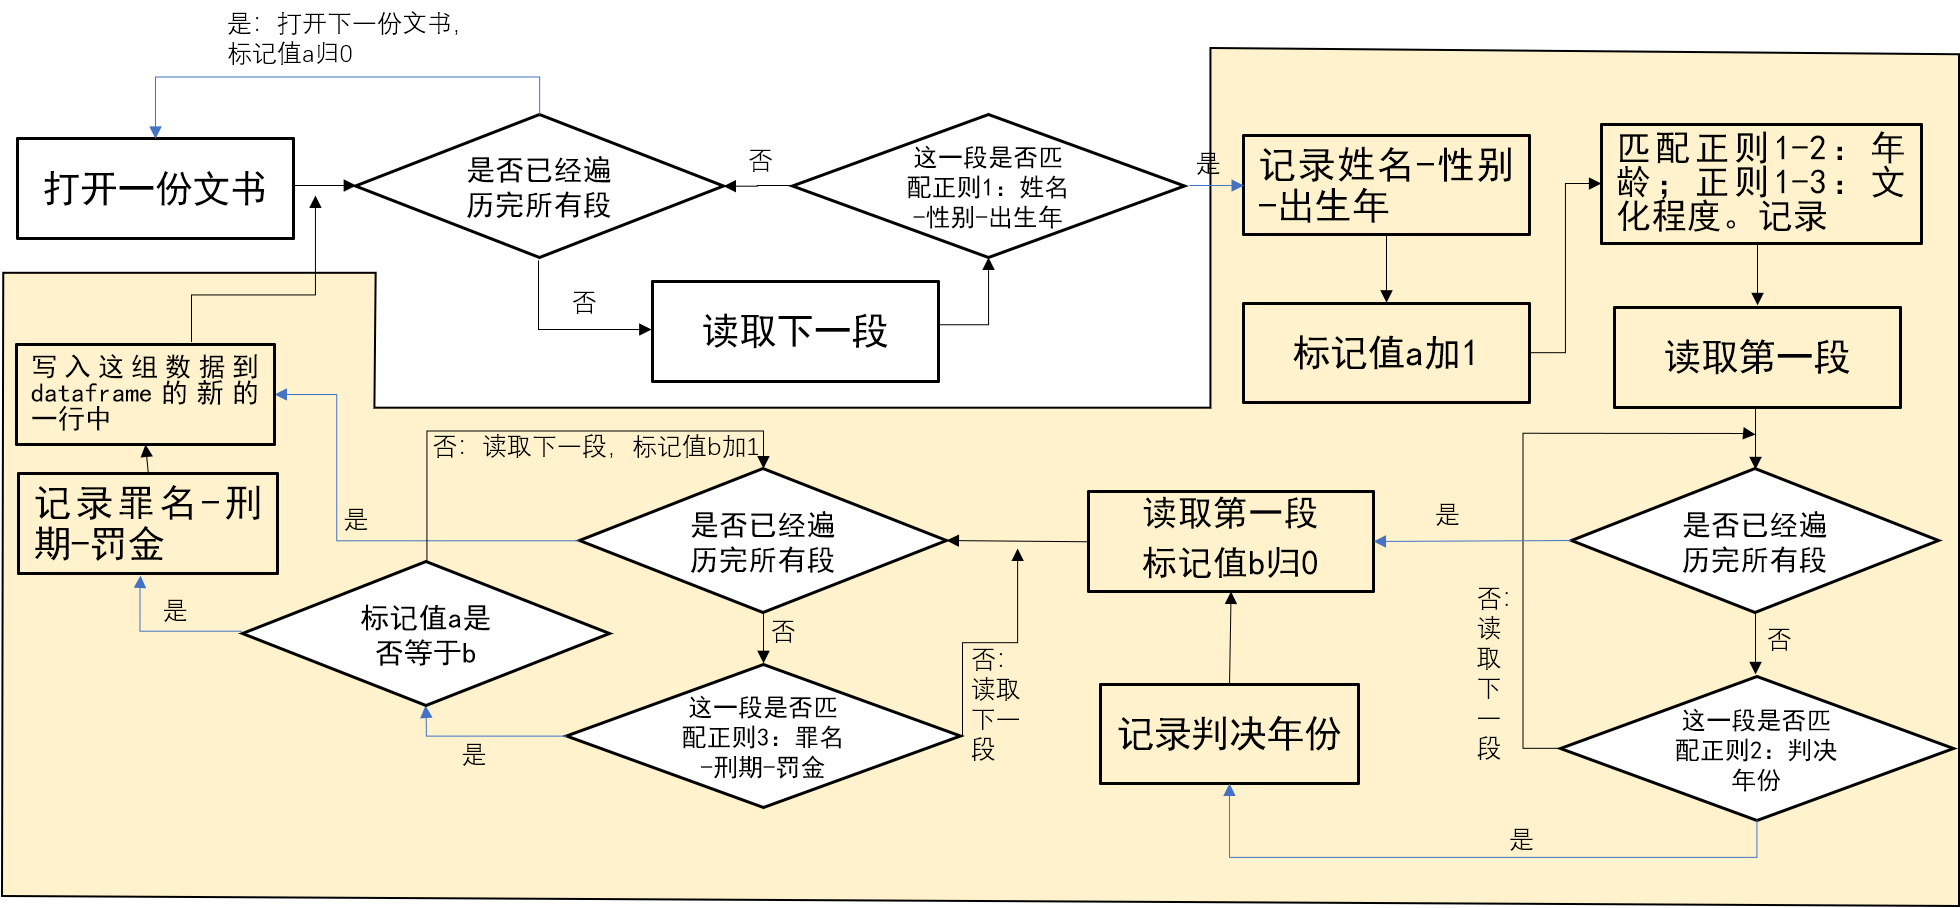 是：打开下一份文书，
标记值a归0
打开一份文书
是否已经遍
历完所有段
否
这一段是否匹
配正则1：姓名
-性别-出生年
是
记录姓名-性别
-出生年
匹配正则1-2：年
龄；正则1-3：文
化程度。记录
否
读取下一段
标记值a加1
读取第一段
写入这组数据到
dataframe的新的
一行中
否：读取下一段，标记值b加1
记录罪名-刑
期-罚金
是
是否已经遍
历完所有段
读取第一段
标记值b归0
是
是否已经遍
历完所有段
是
标记值a是
否等于b
否
否：
读取
下一
段
否：
读
取
下
一
段
否
这一段是否匹
配正则3：罪名
-刑期-罚金
是
记录判决年份
这一段是否匹
配正则2：判决
年份
是